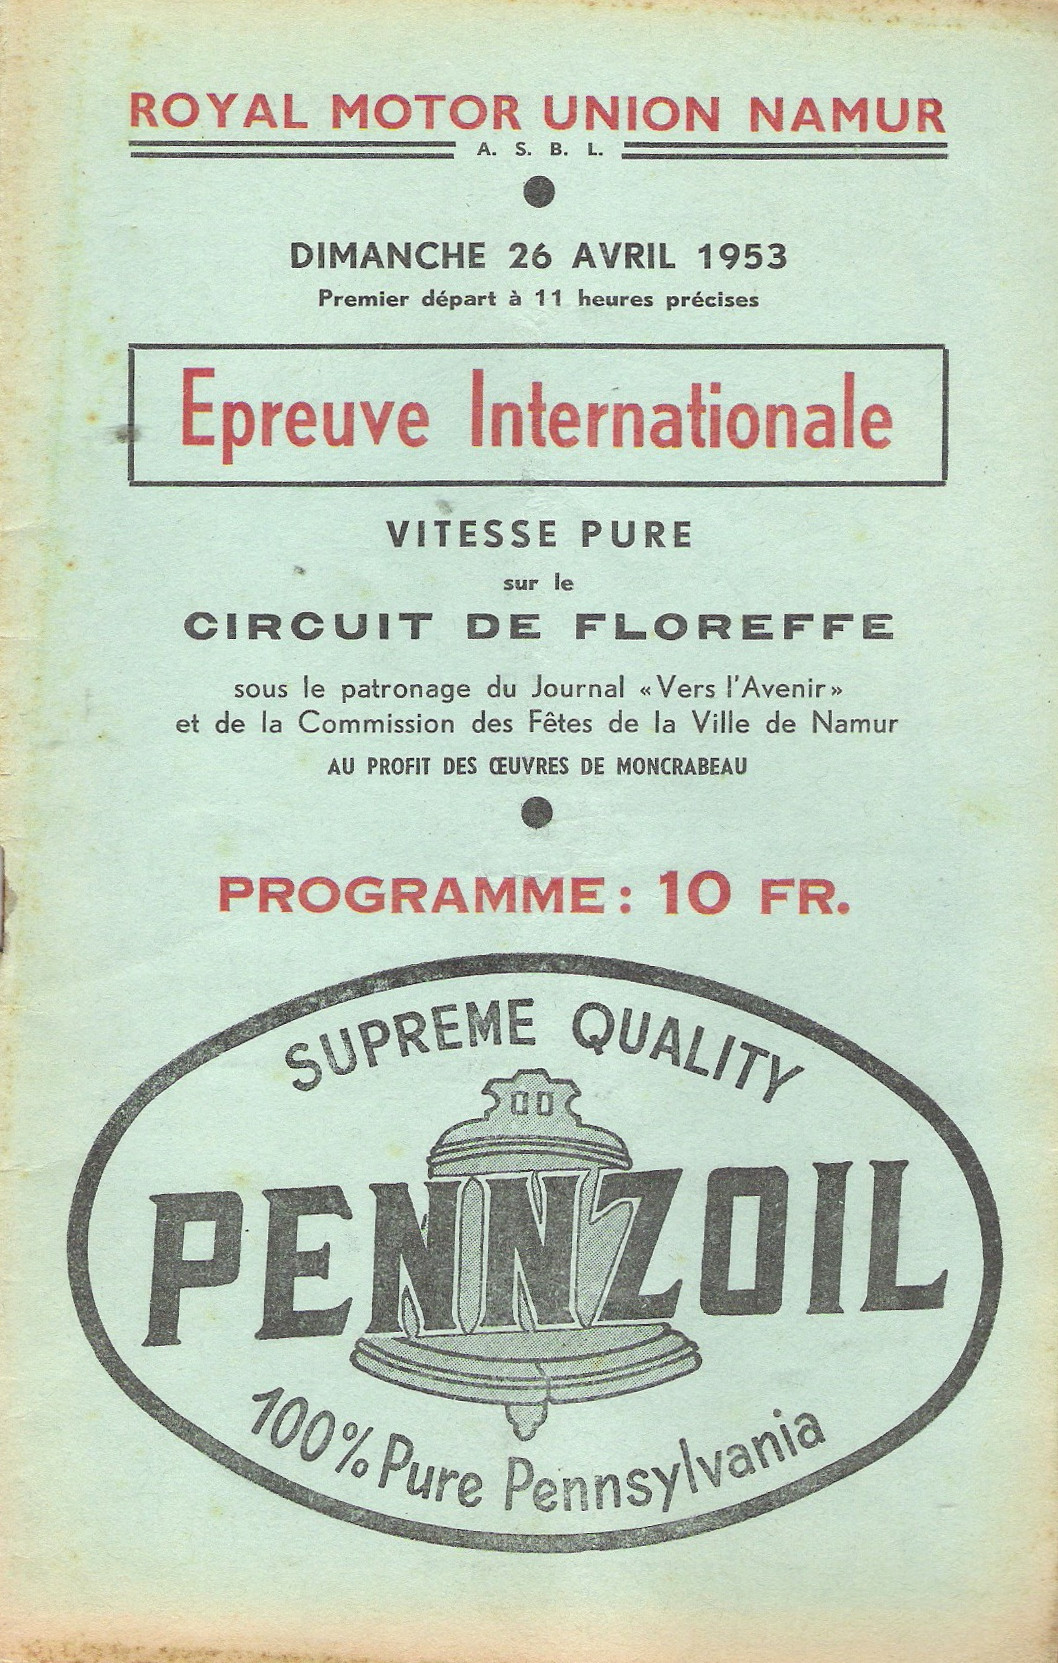 ROYAL MOTOR UNION NAMUR
A. S. B. L.
DIMANCHE 26 AVRIL 1953
Premier départ à 11 heures précises
Epreuve Internationale
VITESSE PURE
sur le
CIRCUIT DE FLOREFFE
sous le patronage du Journal «Vers l'Avenir»
et de la Commission des Fêtes de la Ville de Namur
AU PROFIT DES ŒUVRES DE MONCRABEAU
PROGRAMME : 10 FR.
SUPREME QUALITY
PENNZOIL
100% Pure Pennsylvania